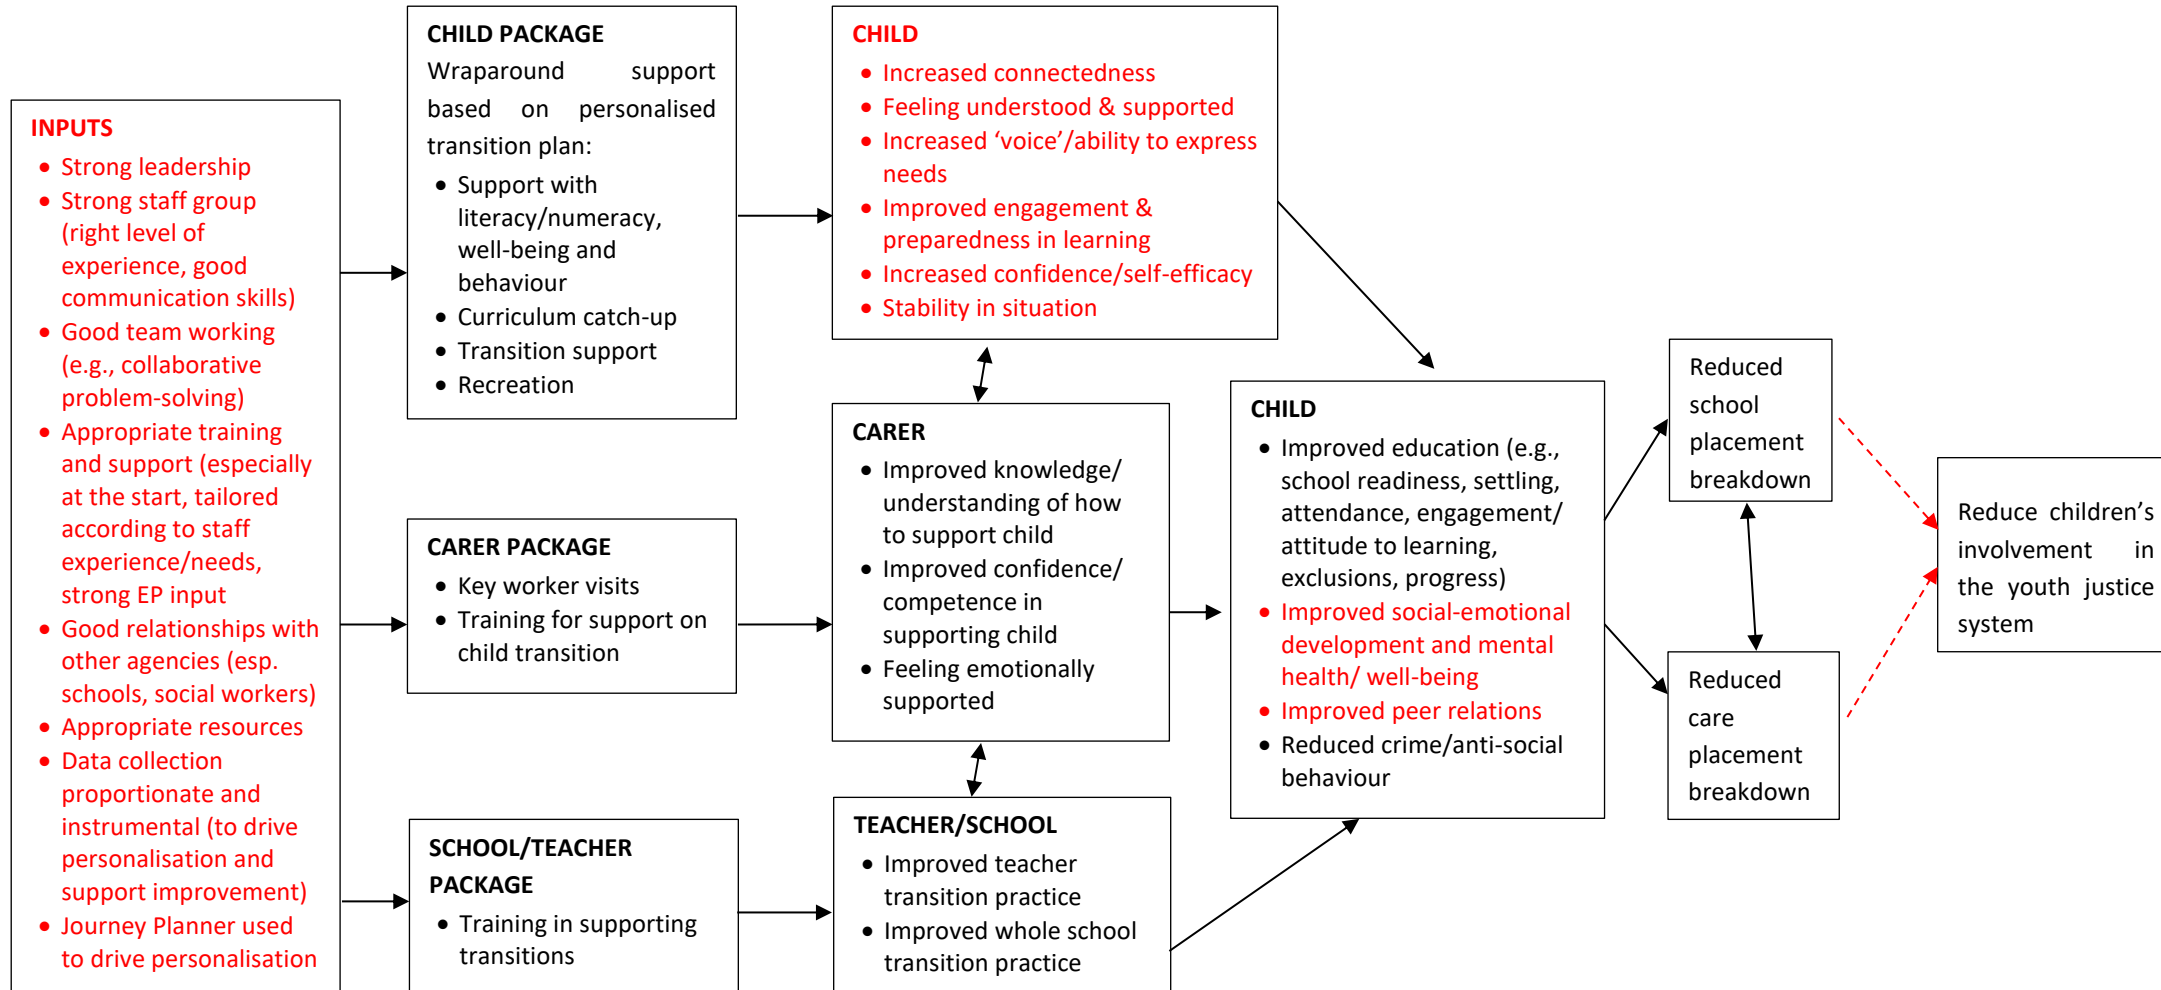 INPUTS
• Strong leadership
• Strong staff group
(right level of
experience, good
communication skills)
• Good team working
(e.g., collaborative
problem-solving)
• Appropriate training
and support (especially
at the start, tailored
according to staff
experience/needs,
strong EP input
• Good relationships with
other agencies (esp.
schools, social workers)
• Appropriate resources
• Data collection
proportionate and
instrumental (to drive
personalisation and
support improvement)
• Journey Planner used
to drive personalisation
CHILD PACKAGE
Wraparound support
based on personalised
transition plan:
• Support with
literacy/numeracy,
well-being and
behaviour
• Curriculum catch-up
• Transition support
• Recreation
CARER PACKAGE
• Key worker visits
• Training for support on
child transition
SCHOOL/TEACHER
PACKAGE
• Training in supporting
transitions
CHILD
• Increased connectedness
• Feeling understood & supported
• Increased ‘voice’/ability to express
needs
• Improved engagement &
preparedness in learning
• Increased confidence/self-efficacy
• Stability in situation
CARER
• Improved knowledge/
understanding of how
to support child
• Improved confidence/
competence in
supporting child
• Feeling emotionally
supported
TEACHER/SCHOOL
• Improved teacher
transition practice
• Improved whole school
transition practice
CHILD
• Improved education (e.g.,
school readiness, settling,
attendance, engagement/
attitude to learning,
exclusions, progress)
• Improved social-emotional
development and mental
health/ well-being
• Improved peer relations
• Reduced crime/anti-social
behaviour
Reduced
school
placement
breakdown
Reduced
care
placement
breakdown
Reduce children’s
involvement in
the youth justice
system